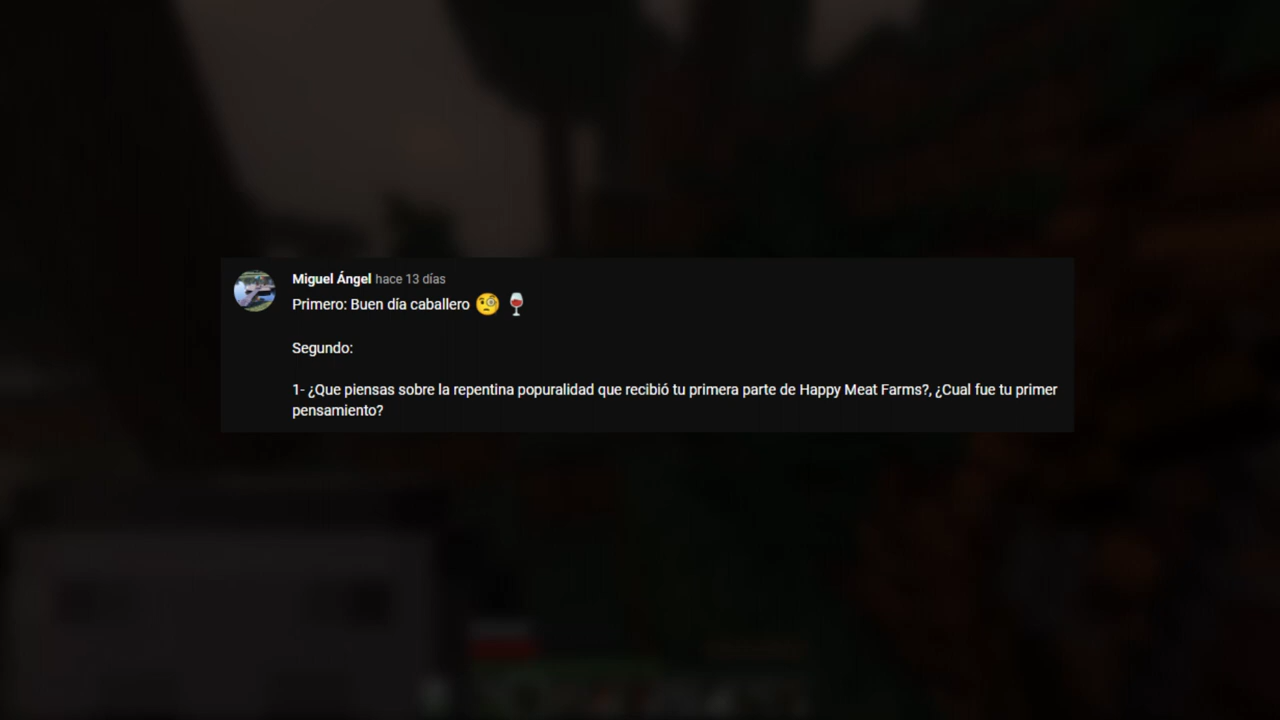 Miguel Ángel hace 13 días
Primero: Buen día caballero 🧐 🍷
Segundo:
1- ¿Que piensas sobre la repentina popuralidad que recibió tu primera parte de Happy Meat Farms?, ¿Cual fue tu primer
pensamiento?